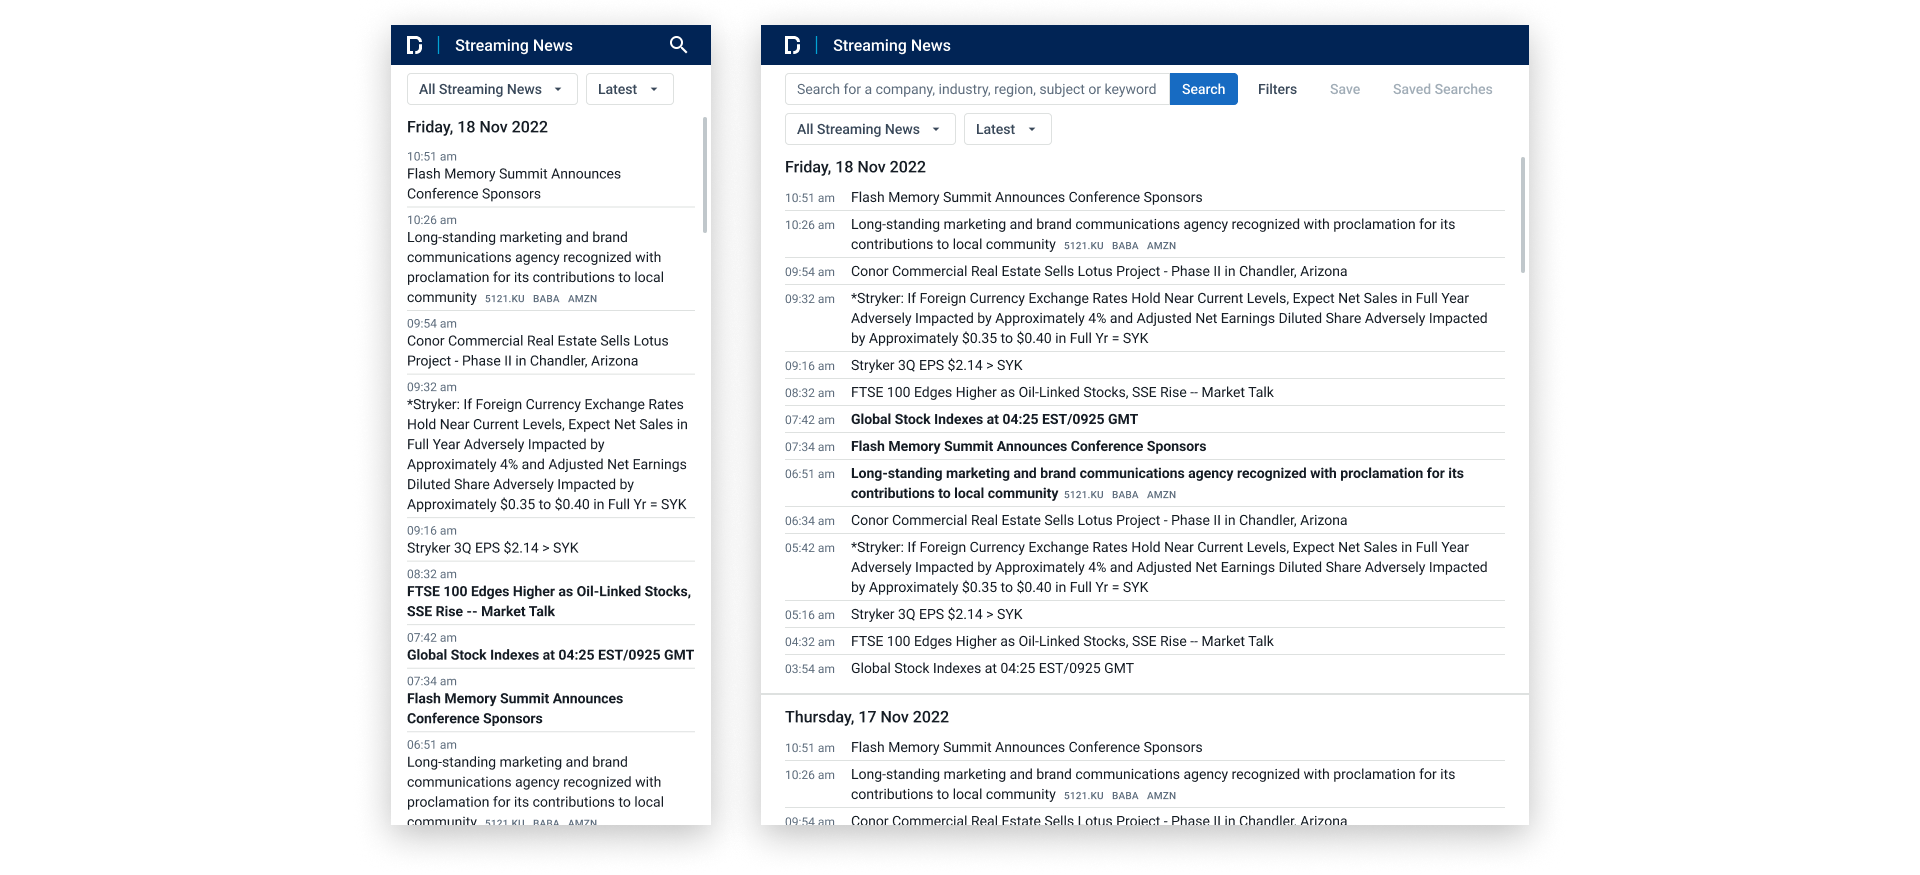 Streaming News
All Streaming News
Latest
Friday, 18 Nov 2022
10:51 am
Flash Memory Summit Announces
Conference Sponsors
10:26 am
Long-standing marketing and brand
communications agency recognized with
proclamation for its contributions to local
community 5121.KU BABA AMZN
09:54 am
Conor Commercial Real Estate Sells Lotus
Project - Phase II in Chandler, Arizona
09:32 am
*Stryker: If Foreign Currency Exchange Rates
Hold Near Current Levels, Expect Net Sales in
Full Year Adversely Impacted by
Approximately 4% and Adjusted Net Earnings
Diluted Share Adversely Impacted by
Approximately $0.35 to $0.40 in Full Yr = SYK
09:16 am
Stryker 3Q EPS $2.14 > SYK
08:32 am
FTSE 100 Edges Higher as Oil-Linked Stocks,
SSE Rise -- Market Talk
07:42 am
Global Stock Indexes at 04:25 EST/0925 GMT
07:34 am
Flash Memory Summit Announces
Conference Sponsors
06:51 am
Long-standing marketing and brand
communications agency recognized with
proclamation for its contributions to local
community 5121.KU BABA AMZN
Streaming News
Search for a company, industry, region, subject or keyword Search Filters Save Saved Searches
All Streaming News Latest
Friday, 18 Nov 2022
10:51 am Flash Memory Summit Announces Conference Sponsors
10:26 am Long-standing marketing and brand communications agency recognized with proclamation for its
contributions to local community 5121.KU BABA AMZN
09:54 am Conor Commercial Real Estate Sells Lotus Project - Phase II in Chandler, Arizona
09:32 am *Stryker: If Foreign Currency Exchange Rates Hold Near Current Levels, Expect Net Sales in Full Year
Adversely Impacted by Approximately 4% and Adjusted Net Earnings Diluted Share Adversely Impacted
by Approximately $0.35 to $0.40 in Full Yr = SYK
09:16 am Stryker 3Q EPS $2.14 > SYK
08:32 am FTSE 100 Edges Higher as Oil-Linked Stocks, SSE Rise -- Market Talk
07:42 am Global Stock Indexes at 04:25 EST/0925 GMT
07:34 am Flash Memory Summit Announces Conference Sponsors
06:51 am Long-standing marketing and brand communications agency recognized with proclamation for its
contributions to local community 5121.KU BABA AMZN
06:34 am Conor Commercial Real Estate Sells Lotus Project - Phase II in Chandler, Arizona
05:42 am *Stryker: If Foreign Currency Exchange Rates Hold Near Current Levels, Expect Net Sales in Full Year
Adversely Impacted by Approximately 4% and Adjusted Net Earnings Diluted Share Adversely Impacted
by Approximately $0.35 to $0.40 in Full Yr = SYK
05:16 am Stryker 3Q EPS $2.14 > SYK
04:32 am FTSE 100 Edges Higher as Oil-Linked Stocks, SSE Rise -- Market Talk
03:54 am Global Stock Indexes at 04:25 EST/0925 GMT
Thursday, 17 Nov 2022
10:51 am Flash Memory Summit Announces Conference Sponsors
10:26 am Long-standing marketing and brand communications agency recognized with proclamation for its
contributions to local community 5121.KU BABA AMZN
09:54 am Conor Commercial Real Estate Sells Lotus Project - Phase II in Chandler, Arizona